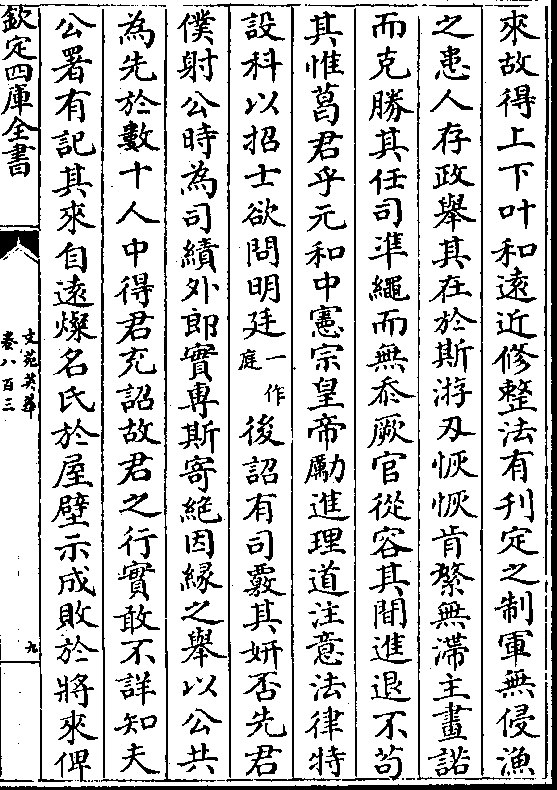 來故得上下叶和遠近修整法有刋定之制軍無侵漁
之患人存政舉其在於斯游刃恢恢肯綮無滯主畫諾
而克勝其任司準繩而無忝厥官從容其間進退不茍
其惟葛君乎元和中憲宗皇帝勵進理道注意法律特
設科以招士欲問明廷一作庭後詔有司覈其妍否先君
僕射公時為司績外郎實專斯寄絶因緣之舉以公共
為先於數十人中得君充詔故君之行實敢不詳知夫
公署有記其來自遠燦名氏於屋壁示成敗於將來俾
欽定四庫全書
文苑英華
卷八百三
九